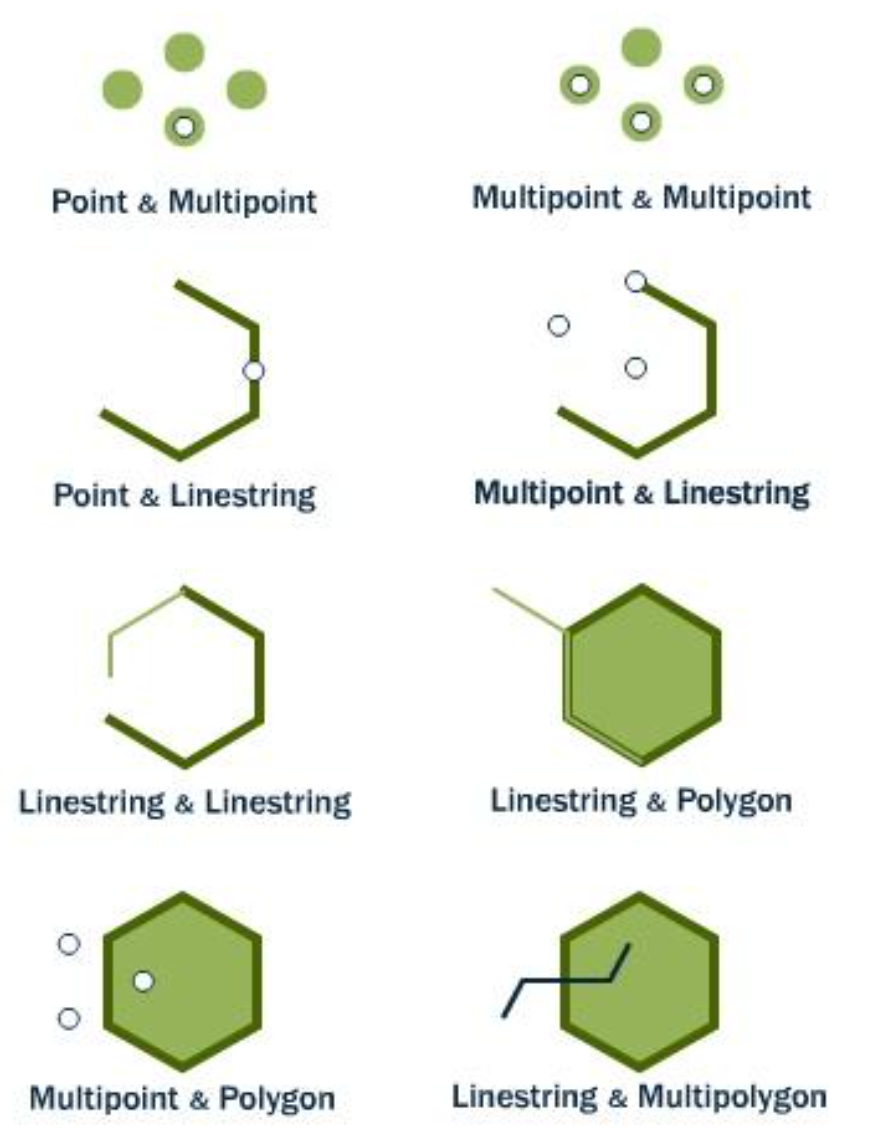 Point & Multipoint
Multipoint & Multipoint
Point & Linestring
Multipoint & Linestring
Linestring & Linestring
Linestring & Polygon
Multipoint & Polygon
Linestring & Multipolygon